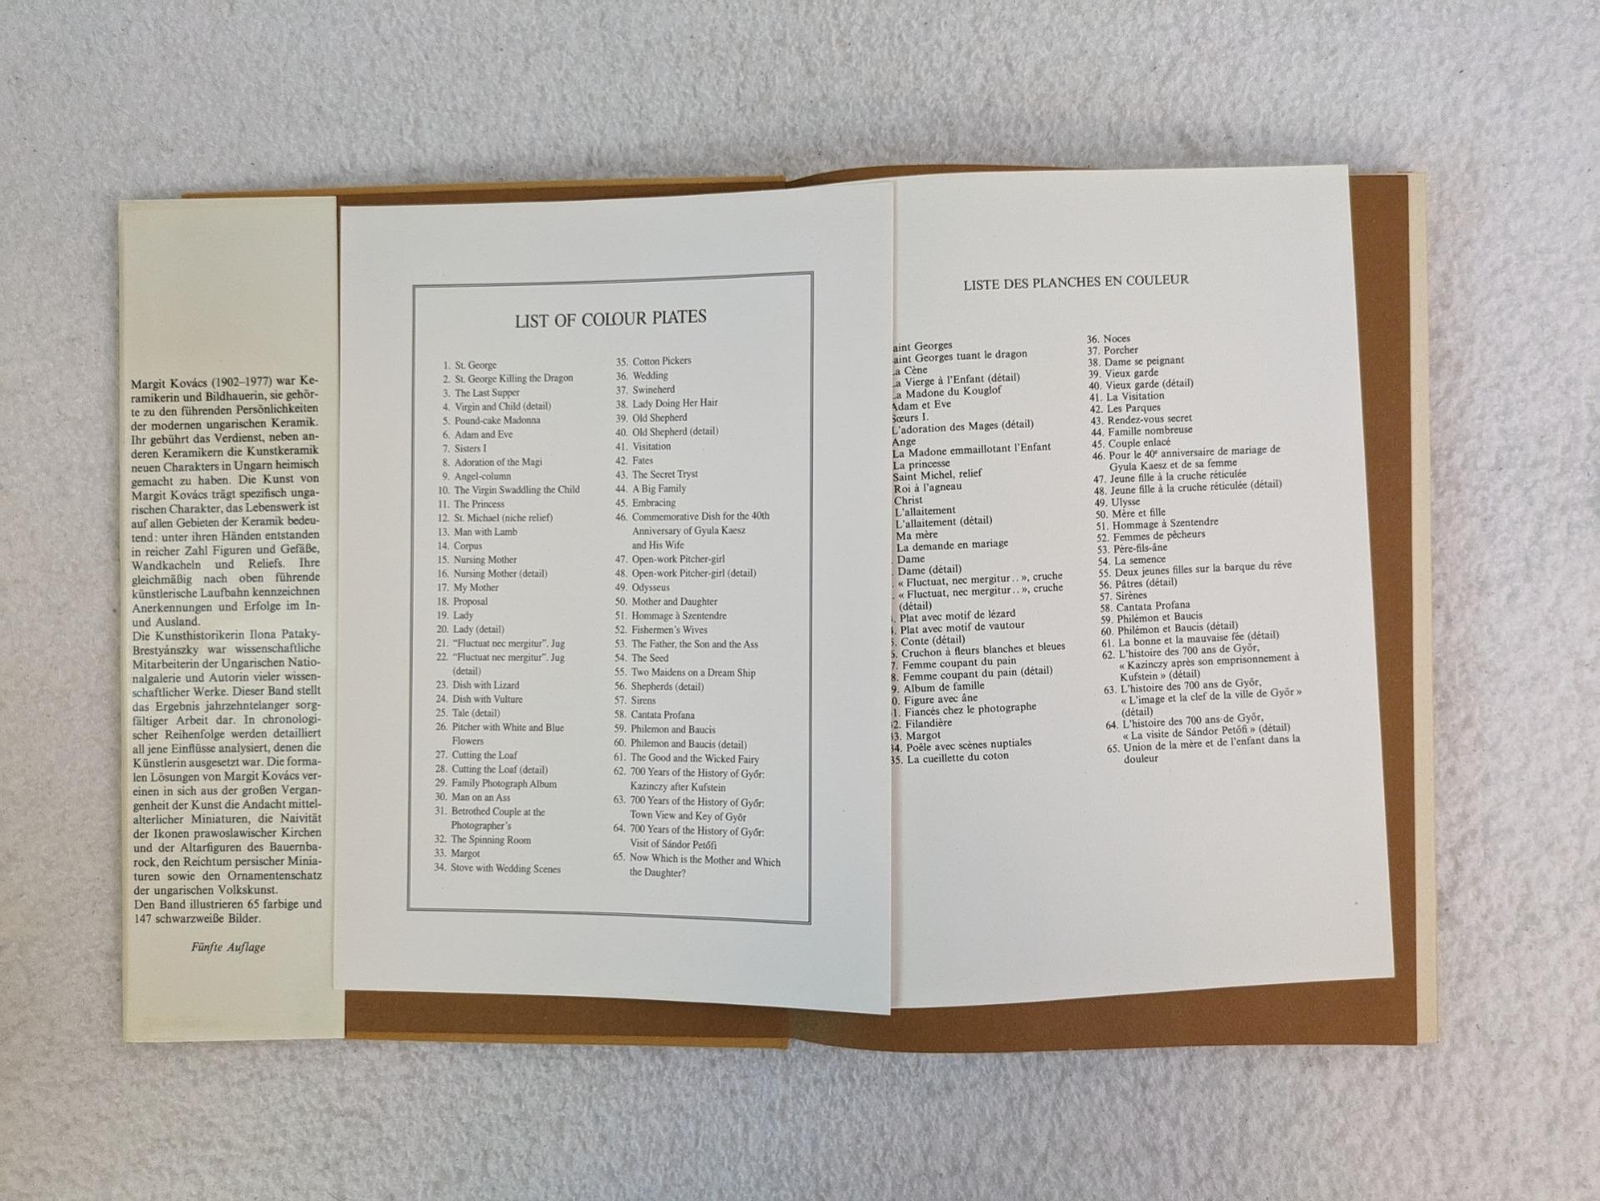 Margit Kovács (1902–1977) war Ke-
ramikerin und Bildhauerin, sie gehör-
te zu den führenden Persönlichkeiten
der modernen ungarischen Keramik.
Ihr gebührt das Verdienst, neben an-
deren Keramikern die Kunstkeramik
neuen Charakters in Ungarn heimisch
gemacht zu haben. Die Kunst von
Margit Kovács trägt spezifisch unga-
rischen Charakter, das Lebenswerk ist
auf allen Gebieten der Keramik bedeu-
tend: unter ihren Händen entstanden
in reicher Zahl Figuren und Gefäße,
Wandkacheln und Reliefs. Ihre
gleichmäßig nach oben führende
künstlerische Laufbahn kennzeichnen
Anerkennungen und Erfolge im In-
und Ausland.
Die Kunsthistorikerin Ilona Pataky-
Brestyánszky war wissenschaftliche
Mitarbeiterin der Ungarischen Natio-
nalgalerie und Autorin vieler wissen-
schaftlicher Werke. Dieser Band stellt
das Ergebnis jahrzehntelanger sorg-
fältiger Arbeit dar. In chronologi-
scher Reihenfolge werden detailliert
all jene Einflüsse analysiert, denen die
Künstlerin ausgesetzt war. Die forma-
len Lösungen von Margit Kovács ver-
einen in sich aus der großen Vergan-
genheit der Kunst die Andacht mittel-
alterlicher Miniaturen, die Naivität
der Ikonen prawoslawischer Kirchen
und der Altarfiguren des Bauernba-
rock, den Reichtum persischer Minia-
turen sowie den Ornamentenschatz
der ungarischen Volkskunst.
Den Band illustrieren 65 farbige und
147 schwarzweiße Bilder.
Fünfte Auflage
LIST OF COLOUR PLATES
1. St. George
2. St. George Killing the Dragon
3. The Last Supper
4. Virgin and Child (detail)
5. Pound-cake Madonna
6. Adam and Eve
7. Sisters I
8. Adoration of the Magi
9. Angel-column
10. The Virgin Swaddling the Child
11. The Princess
12. St. Michael (niche relief)
13. Man with Lamb
14. Corpus
15. Nursing Mother
16. Nursing Mother (detail)
17. My Mother
18. Proposal
19. Lady
20. Lady (detail)
21. “Fluctuat nec mergitur”. Jug
22. “Fluctuat nec mergitur”. Jug
(detail)
23. Dish with Lizard
24. Dish with Vulture
25. Tale (detail)
26. Pitcher with White and Blue
Flowers
27. Cutting the Loaf
28. Cutting the Loaf (detail)
29. Family Photograph Album
30. Man on an Ass
31. Betrothed Couple at the
Photographer's
32. The Spinning Room
33. Margot
34. Stove with Wedding Scenes
35. Cotton Pickers
36. Wedding
37. Swineherd
38. Lady Doing Her Hair
39. Old Shepherd
40. Old Shepherd (detail)
41. Visitation
42. Fates
43. The Secret Tryst
44. A Big Family
45. Embracing
46. Commemorative Dish for the 40th
Anniversary of Gyula Kaesz
and His Wife
47. Open-work Pitcher-girl
48. Open-work Pitcher-girl (detail)
49. Odysseus
50. Mother and Daughter
51. Hommage à Szentendre
52. Fishermen's Wives
53. The Father, the Son and the Ass
54. The Seed
55. Two Maidens on a Dream Ship
56. Shepherds (detail)
57. Sirens
58. Cantata Profana
59. Philemon and Baucis
60. Philemon and Baucis (detail)
61. The Good and the Wicked Fairy
62. 700 Years of the History of Győr:
Kazinczy after Kufstein
63. 700 Years of the History of Győr:
Town View and Key of Győr
64. 700 Years of the History of Győr:
Visit of Sándor Petőfi
65. Now Which is the Mother and Which
the Daughter?
LISTE DES PLANCHES EN COULEUR
aint Georges
aint Georges tuant le dragon
a Cène
a Vierge à l'Enfant (détail)
a Madone du Kouglof
Adam et Eve
Sœurs I.
L'adoration des Mages (détail)
Ange
La Madone emmaillotant l'Enfant
La princesse
Saint Michel, relief
Roi à l'agneau
Christ
L'allaitement
L'allaitement (détail)
Ma mère
La demande en mariage
Dame
Dame (détail)
« Fluctuat, nec mergitur.. », cruche
« Fluctuat, nec mergitur.. », cruche
(détail)
Plat avec motif de lézard
Plat avec motif de vautour
5. Conte (détail)
6. Cruchon à fleurs blanches et bleues
7. Femme coupant du pain
8. Femme coupant du pain (détail)
9. Album de famille
0. Figure avec âne
1. Fiancés chez le photographe
2. Filandière
33. Margot
34. Poêle avec scènes nuptiales
35. La cueillette du coton
36. Noces
37. Porcher
38. Dame se peignant
39. Vieux garde
40. Vieux garde (détail)
41. La Visitation
42. Les Parques
43. Rendez-vous secret
44. Famille nombreuse
45. Couple enlacé
46. Pour le 40e anniversaire de mariage de
Gyula Kaesz et de sa femme
47. Jeune fille à la cruche réticulée
48. Jeune fille à la cruche réticulée (détail)
49. Ulysse
50. Mère et fille
51. Hommage à Szentendre
52. Femmes de pêcheurs
53. Père-fils-âne
54. La semence
55. Deux jeunes filles sur la barque du rêve
56. Pâtres (détail)
57. Sirènes
58. Cantata Profana
59. Philémon et Baucis
60. Philémon et Baucis (détail)
61. La bonne et la mauvaise fée (détail)
62. L'histoire des 700 ans de Győr,
« Kazinczy après son emprisonnement à
Kufstein » (détail)
63. L'histoire des 700 ans de Győr,
« L'image et la clef de la ville de Győr »
(détail)
64. L'histoire des 700 ans de Győr,
« La visite de Sándor Petőfi » (détail)
65. Union de la mère et de l'enfant dans la
douleur